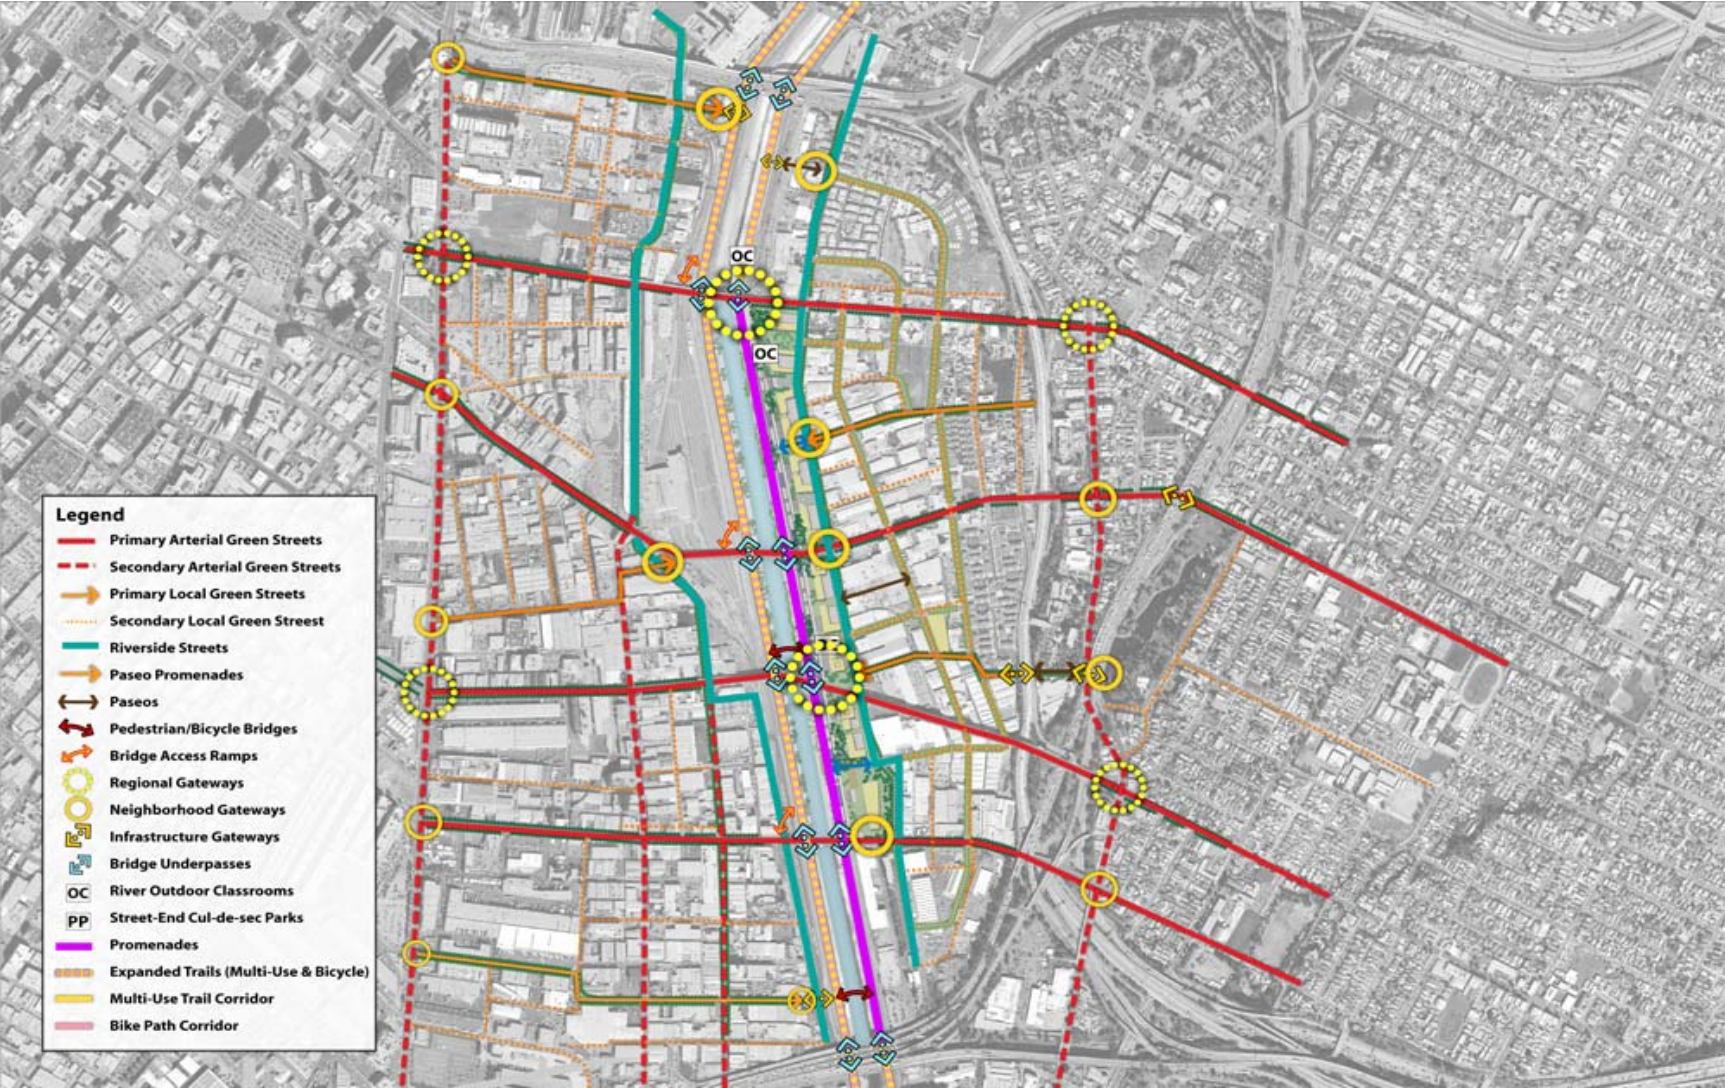 OC
OC
Legend
Primary Arterial Green Streets
Secondary Arterial Green Streets
Primary Local Green Streets
Secondary Local Green Streest
Riverside Streets
Paseo Promenades
Paseos
Pedestrian/Bicycle Bridges
Bridge Access Ramps
Regional Gateways
Neighborhood Gateways
Infrastructure Gateways
Bridge Underpasses
OC River Outdoor Classrooms
PP Street-End Cul-de-sec Parks
Promenades
Expanded Trails (Multi-Use & Bicycle)
Multi-Use Trail Corridor
Bike Path Corridor